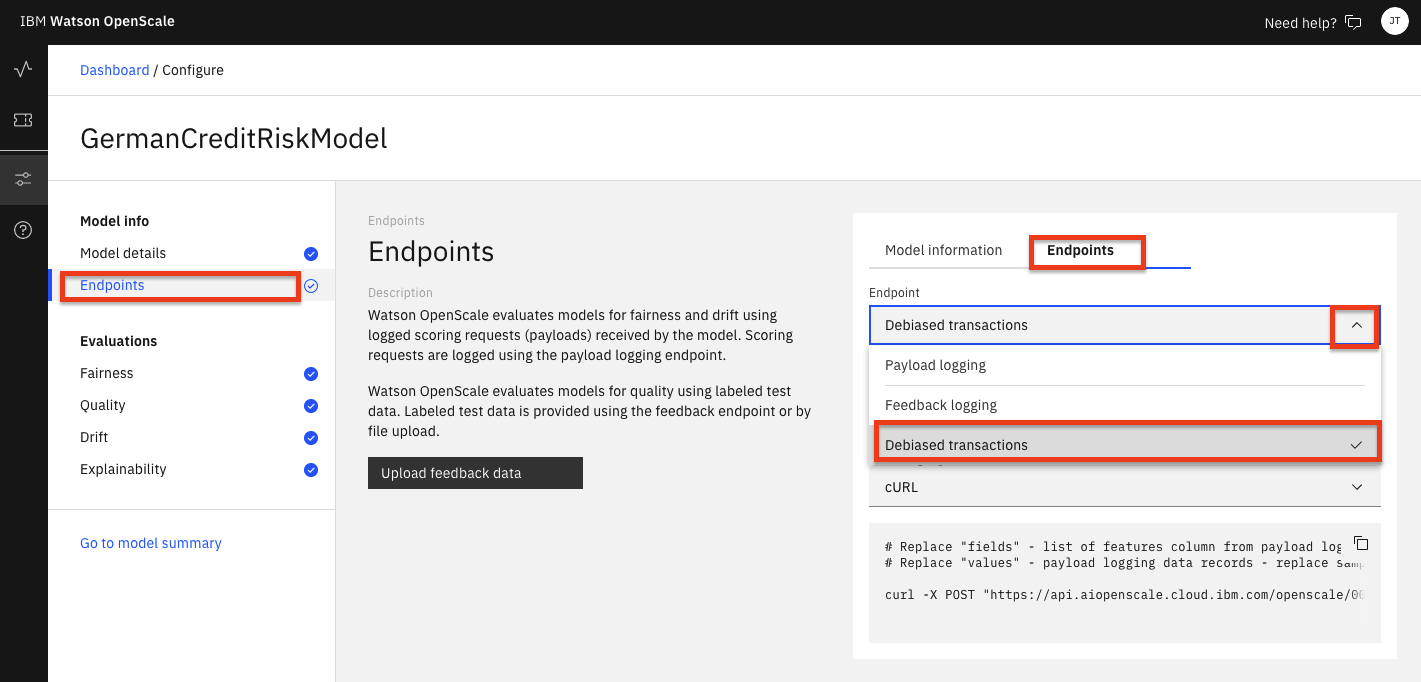 IBM Watson OpenScale
Need help?
JT
Dashboard / Configure
GermanCreditRiskModel
Model info
Model details
Endpoints
Evaluations
Fairness
Quality
Drift
Explainability
Go to model summary
Endpoints
Endpoints
Description
Watson OpenScale evaluates models for fairness and drift using
logged scoring requests (payloads) received by the model. Scoring
requests are logged using the payload logging endpoint.
Watson OpenScale evaluates models for quality using labeled test
data. Labeled test data is provided using the feedback endpoint or by
file upload.
Upload feedback data
Model information
Endpoints
Endpoint
Debiased transactions
Payload logging
Feedback logging
Debiased transactions
cURL
# Replace "fields" - list of features column from payload log
# Replace "values" - payload logging data records - replace
curl -X POST "https://api.aiopenscale.cloud.ibm.com/openscale/00